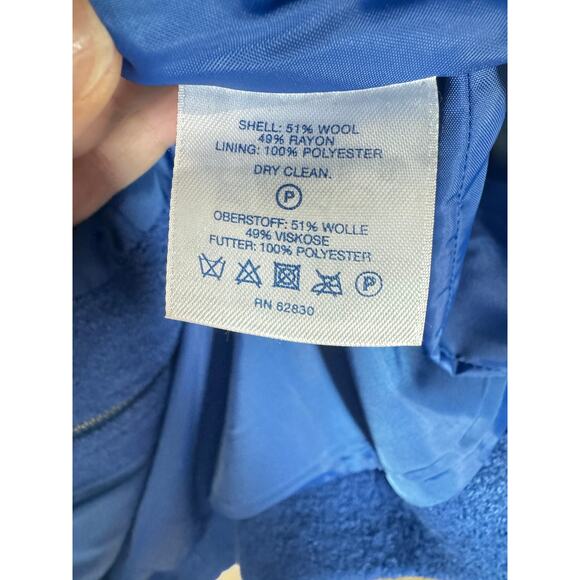 SHELL: 51% WOOL
49% RAYON
LINING: 100% POLYESTER
DRY CLEAN.
P
OBERSTOFF: 51% WOLLE
49% VISKOSE
FUTTER: 100% POLYESTER
P
RN 62830